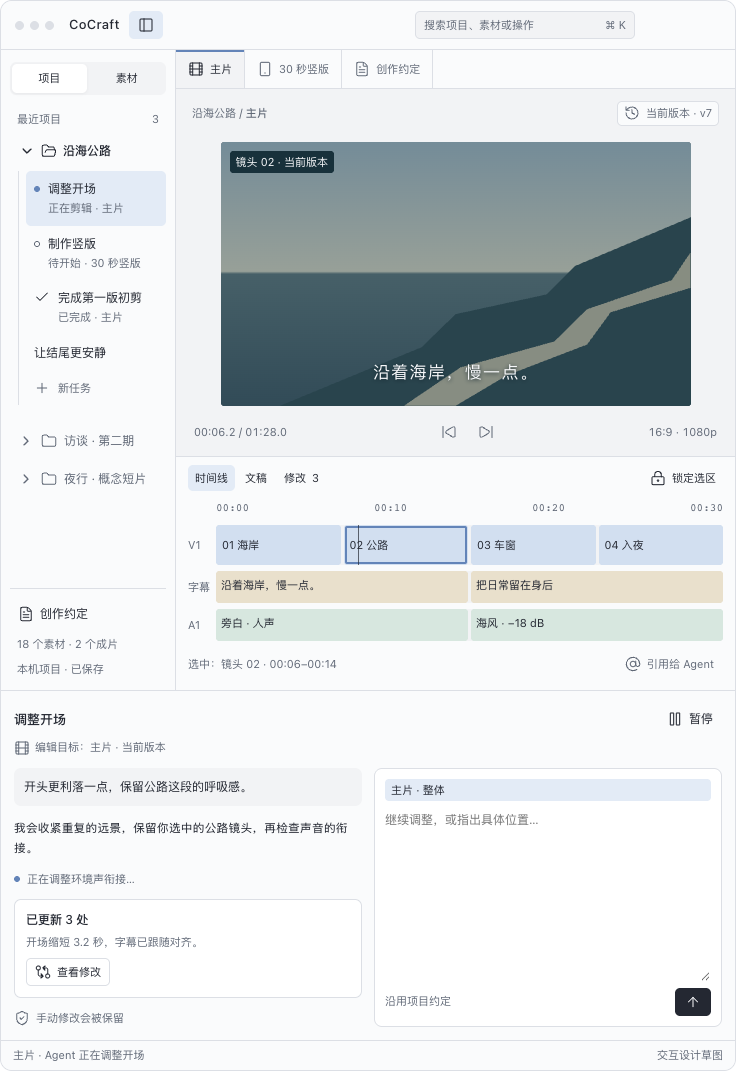 CoCraft
搜索项目、素材或操作 ⌘ K
项目 素材
主片 30 秒竖版 创作约定
最近项目 3
沿海公路
调整开场
正在剪辑 · 主片
制作竖版
待开始 · 30 秒竖版
完成第一版初剪
已完成 · 主片
让结尾更安静
新任务
访谈 · 第二期
夜行 · 概念短片
创作约定
18 个素材 · 2 个成片
本机项目 · 已保存
沿海公路 / 主片 当前版本 · v7
镜头 02 · 当前版本
沿着海岸，慢一点。
00:06.2 / 01:28.0 16:9 · 1080p
时间线 文稿 修改 3 锁定选区
00:00 00:10 00:20 00:30
V1 01 海岸 02 公路 03 车窗 04 入夜
字幕 沿着海岸，慢一点。 把日常留在身后
A1 旁白 · 人声 海风 · −18 dB
选中：镜头 02 · 00:06–00:14 引用给 Agent
调整开场 暂停
编辑目标：主片 · 当前版本
开头更利落一点，保留公路这段的呼吸感。
我会收紧重复的远景，保留你选中的公路镜头，再检查声音的衔
接。
正在调整环境声衔接…
已更新 3 处
开场缩短 3.2 秒，字幕已跟随对齐。
查看修改
手动修改会被保留
主片 · 整体
继续调整，或指出具体位置…
沿用项目约定
主片 · Agent 正在调整开场 交互设计草图